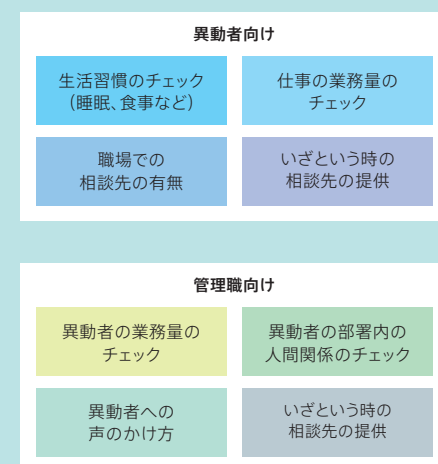 異動者向け
生活習慣のチェック
(睡眠、食事など)
仕事の業務量の
チェック
職場での
相談先の有無
いざという時の
相談先の提供
管理職向け
異動者の業務量の
チェック
異動者の部署内の
人間関係のチェック
異動者への
声のかけ方
いざという時の
相談先の提供